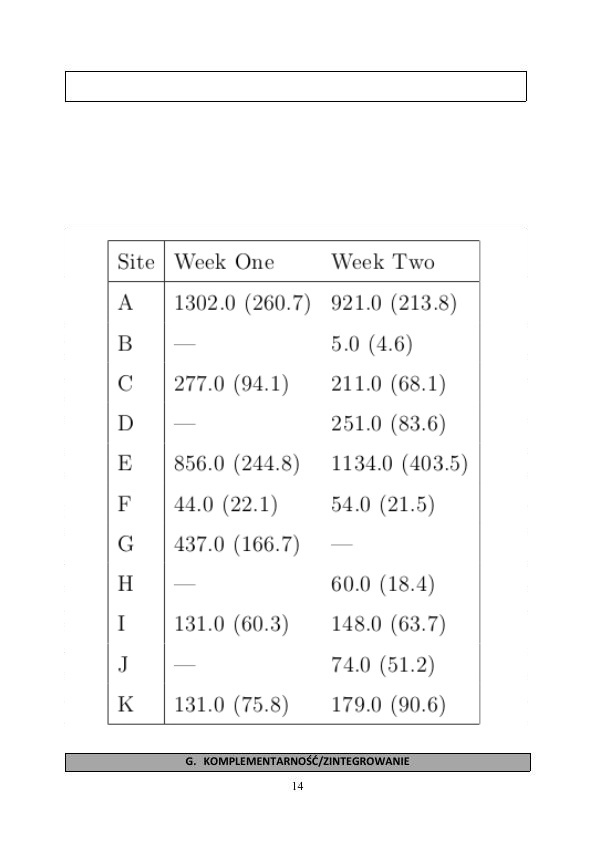 Site Week One Week Two
A 1302.0 (260.7) 921.0 (213.8)
B — 5.0 (4.6)
C 277.0 (94.1) 211.0 (68.1)
D — 251.0 (83.6)
E 856.0 (244.8) 1134.0 (403.5)
F 44.0 (22.1) 54.0 (21.5)
G 437.0 (166.7) —
H — 60.0 (18.4)
I 131.0 (60.3) 148.0 (63.7)
J — 74.0 (51.2)
K 131.0 (75.8) 179.0 (90.6)
G. KOMPLEMENTARNOŚĆ/ZINTEGROWANIE
14